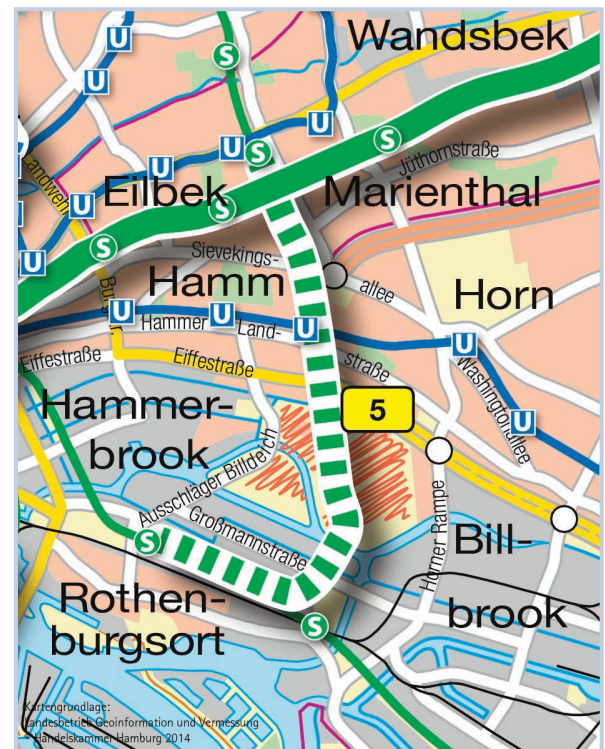 Wandsbek
U
S
U
U
S
U
S
Jüthornstraße
U
Landwehr
Eilbek
Marienthal
U
S
S
Sievekings-
U
Hamm
allee
Horn
U
U
Hammer
Land-
U
straße
U
Eiffestraße
Eiffestraße
Washingtonallee
5
U
Hammer-
brook
Ausschläger Billdeich
Großmannstraße
Horner Rampe
S
Bill-
brook
Rothen-
burgsort
S
Kartengrundlage:
Landesbetrieb Geoinformation und Vermessung
© Handelskammer Hamburg 2014